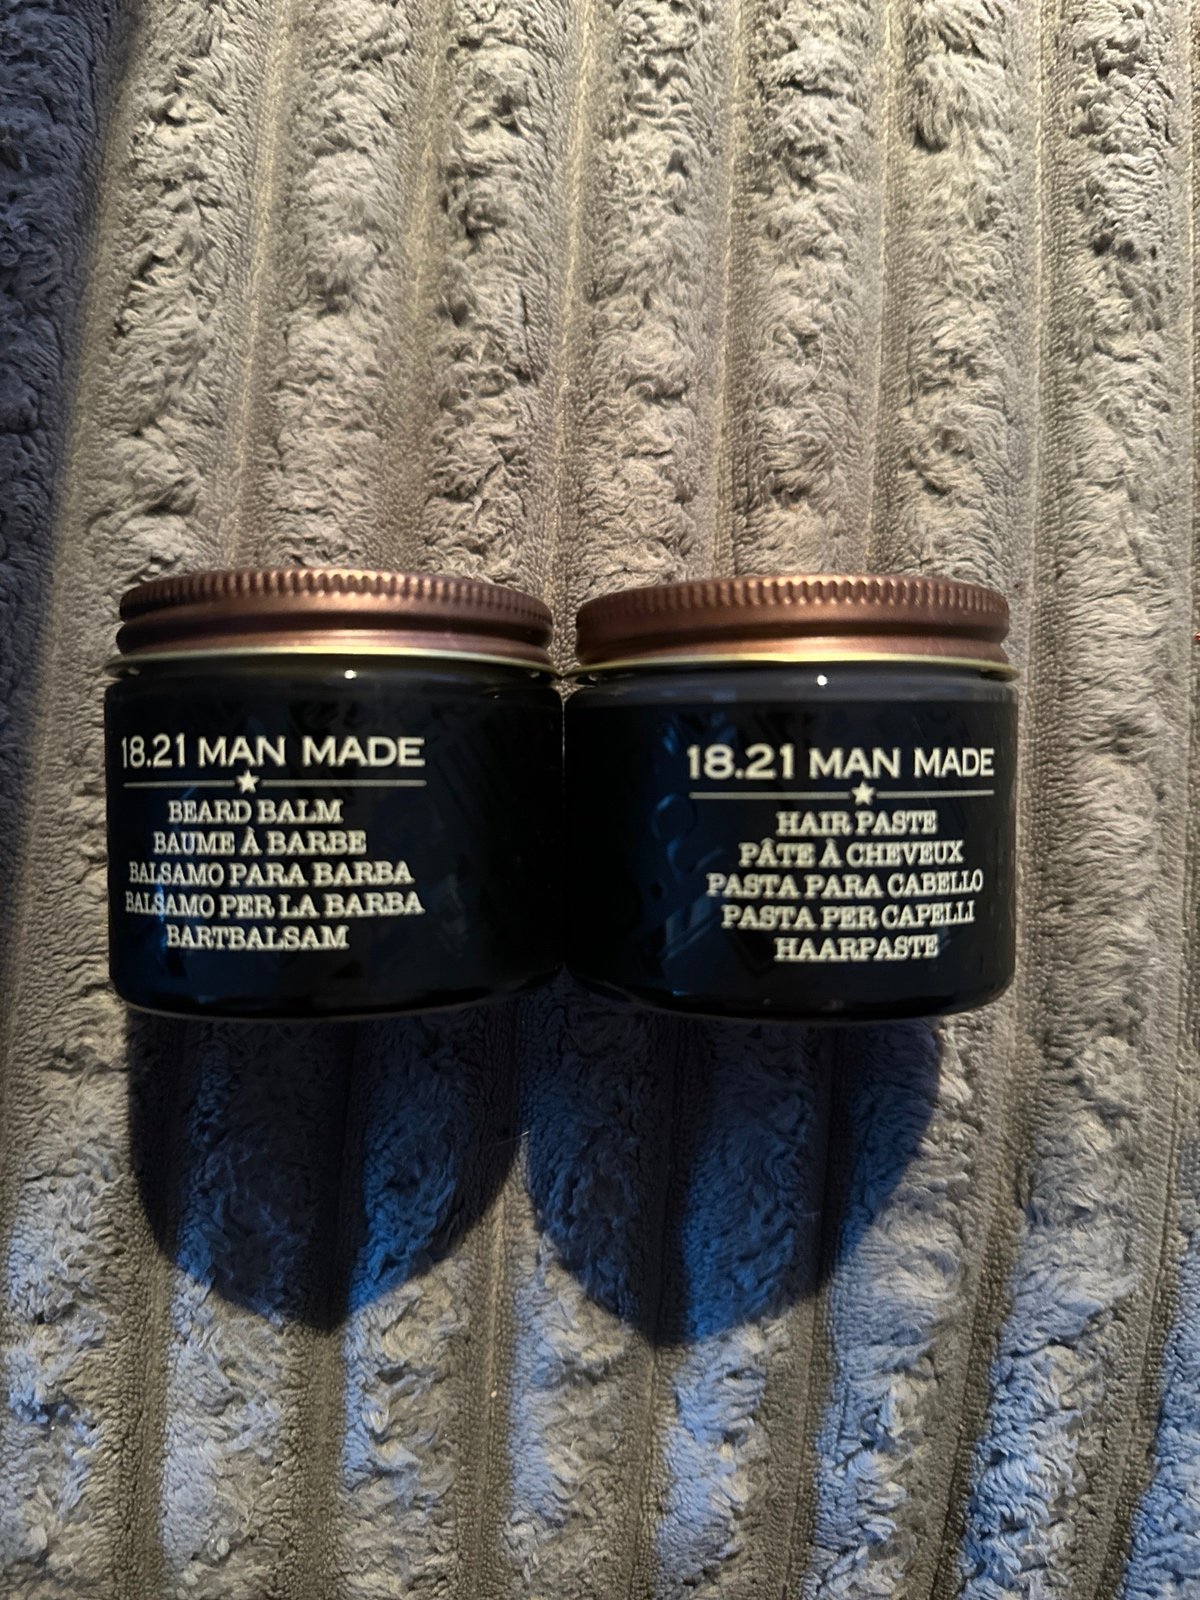 18.21 MAN MADE
BEARD BALM
BAUME À BARBE
BALSAMO PARA BARBA
BALSAMO PER LA BARBA
BARTBALSAM
18.21 MAN MADE
HAIR PASTE
PÂTE À CHEVEUX
PASTA PARA CABELLO
PASTA PER CAPELLI
HAARPASTE